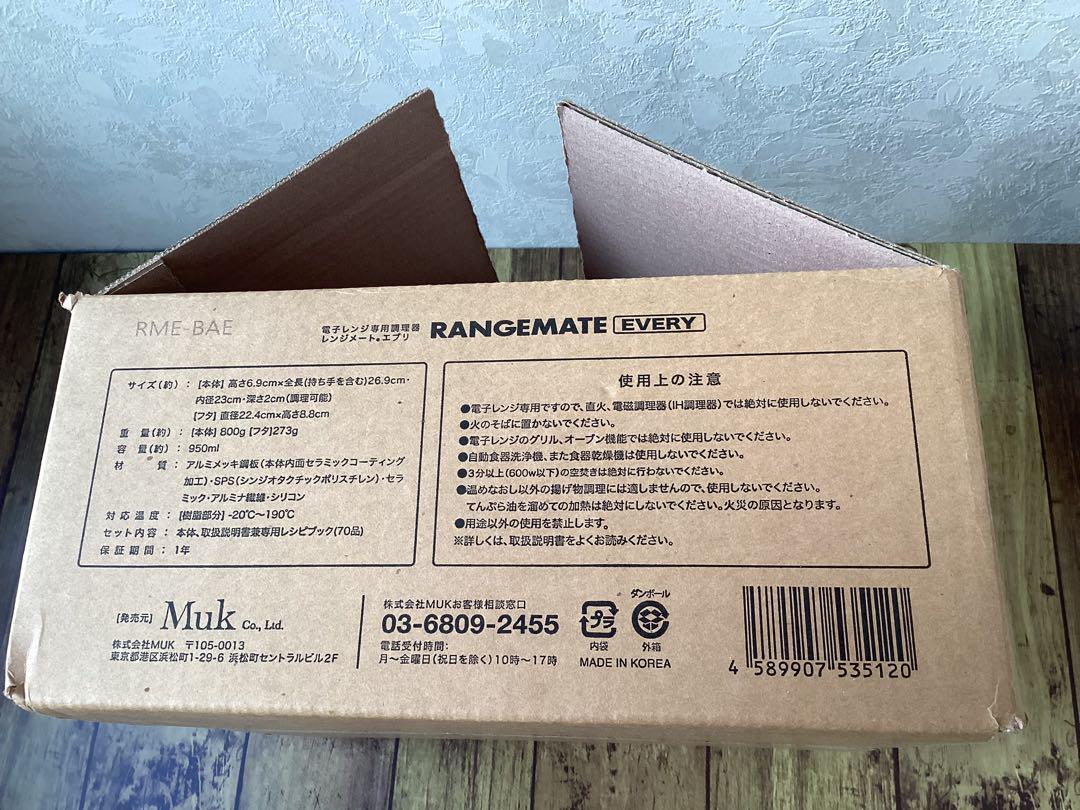 RME-BAE
電子レンジ専用調理器
レンジメート。エブリ
RANGEMATE EVERY
サイズ(約)：[本体] 高さ6.9cm×全長(持ち手を含む)26.9cm・
内径23cm・深さ2cm(調理可能)
[フタ] 直径22.4cm×高さ8.8cm
重量(約)：[本体] 800g [フタ]273g
容量(約)：950ml
材質：アルミメッキ鋼板(本体内面セラミックコーティング
加工)・SPS(シンジオタクチックポリスチレン)・セラ
ミック・アルミナ繊維・シリコン
対応温度：[樹脂部分] -20℃〜190℃
セット内容：本体、取扱説明書兼専用レシピブック(70品)
保証期間：1年
使用上の注意
●電子レンジ専用ですので、直火、電磁調理器(IH調理器)では絶対に使用しないでください。
●火のそばに置かないでください。
●電子レンジのグリル、オーブン機能では絶対に使用しないでください。
●自動食器洗浄機、また食器乾燥機は使用しないでください。
●3分以上(600w以下)の空焚きは絶対に行わないでください。
●温めなおし以外の揚げ物調理には適しませんので、使用しないでください。
てんぷら油を溜めての加熱は絶対にしないでください。火災の原因となります。
●用途以外の使用を禁止します。
※詳しくは、取扱説明書をよくお読みください。
[発売元] Muk Co., Ltd.
株式会社MUK 〒105-0013
東京都港区浜松町1-29-6 浜松町セントラルビル2F
株式会社MUKお客様相談窓口
03-6809-2455
電話受付時間：
月〜金曜日(祝日を除く)10時〜17時
プラ
内袋
ダンボール
外箱
MADE IN KOREA
4 589907 535120